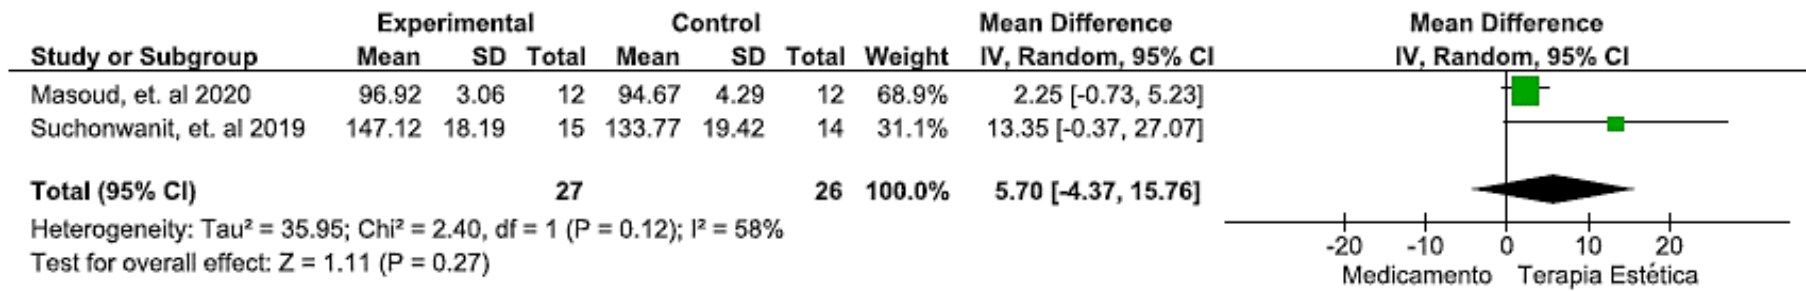 Experimental Control Mean Difference Mean Difference
Study or Subgroup Mean SD Total Mean SD Total Weight IV, Random, 95% CI IV, Random, 95% CI
Masoud, et. al 2020 96.92 3.06 12 94.67 4.29 12 68.9% 2.25 [-0.73, 5.23]
Suchonwanit, et. al 2019 147.12 18.19 15 133.77 19.42 14 31.1% 13.35 [-0.37, 27.07]
Total (95% CI) 27 26 100.0% 5.70 [-4.37, 15.76]
Heterogeneity: Tau² = 35.95; Chi² = 2.40, df = 1 (P = 0.12); I² = 58%
Test for overall effect: Z = 1.11 (P = 0.27)
-20 -10 0 10 20
Medicamento Terapia Estética